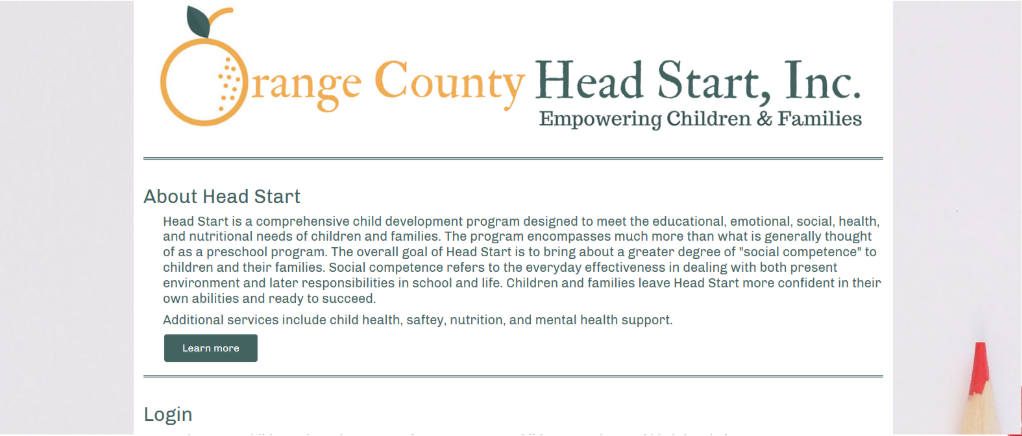 Orange County Head Start, Inc.
Empowering Children & Families
About Head Start
Head Start is a comprehensive child development program designed to meet the educational, emotional, social, health,
and nutritional needs of children and families. The program encompasses much more than what is generally thought
of as a preschool program. The overall goal of Head Start is to bring about a greater degree of "social competence" to
children and their families. Social competence refers to the everyday effectiveness in dealing with both present
environment and later responsibilities in school and life. Children and families leave Head Start more confident in their
own abilities and ready to succeed.
Additional services include child health, saftey, nutrition, and mental health support.
Learn more
Login